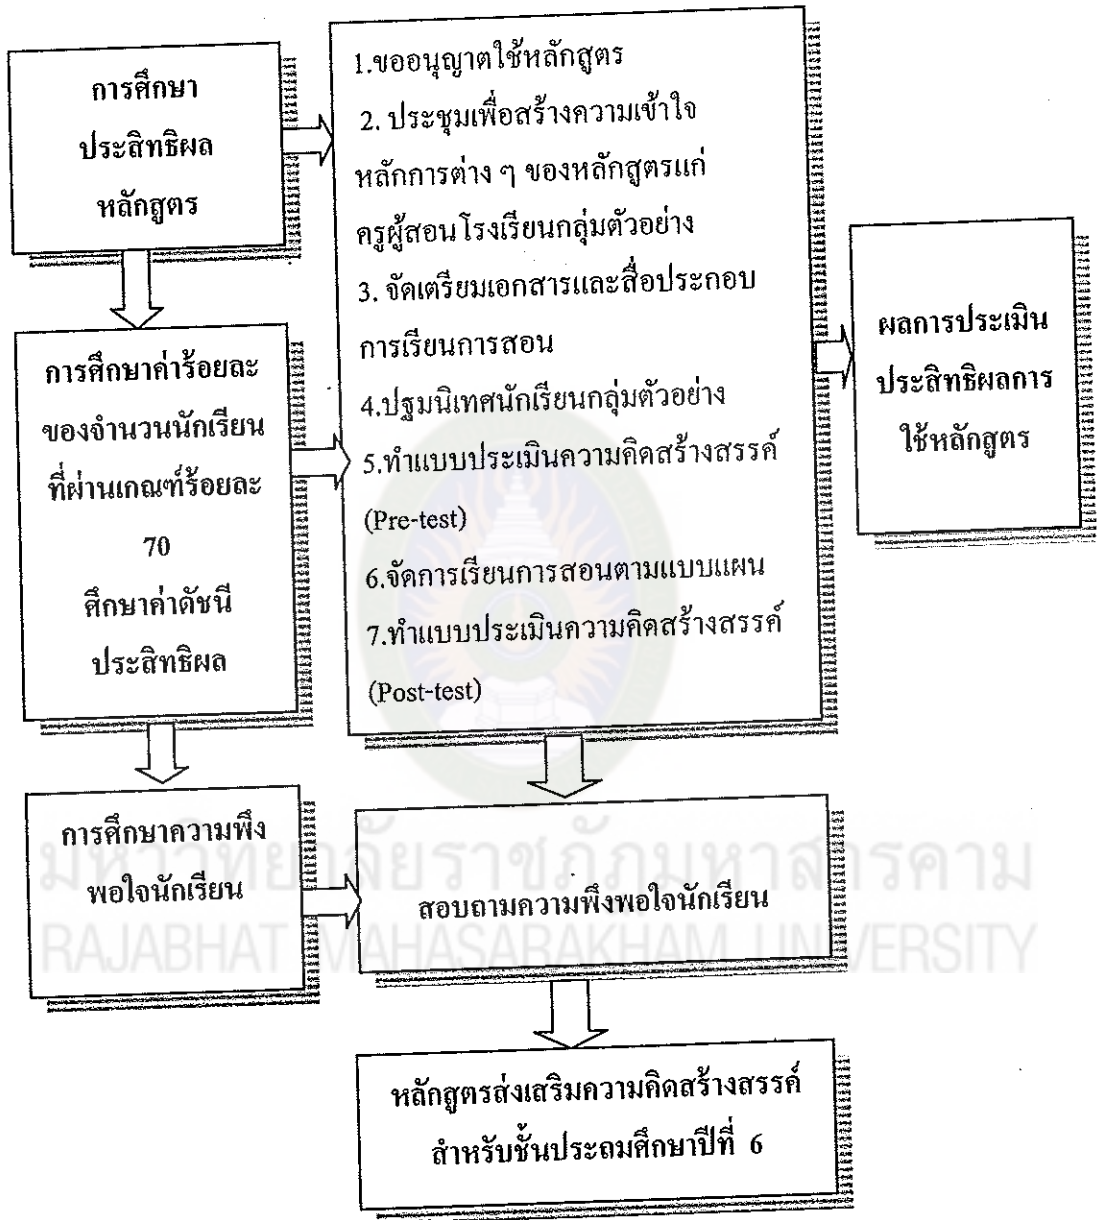 การศึกษา
ประสิทธิผล
หลักสูตร
1.ขออนุญาตใช้หลักสูตร
2. ประชุมเพื่อสร้างความเข้าใจ
หลักการต่าง ๆ ของหลักสูตรแก่
ครูผู้สอนโรงเรียนกลุ่มตัวอย่าง
3. จัดเตรียมเอกสารและสื่อประกอบ
การเรียนการสอน
4.ปฐมนิเทศนักเรียนกลุ่มตัวอย่าง
5.ทำแบบประเมินความคิดสร้างสรรค์
(Pre-test)
6.จัดการเรียนการสอนตามแบบแผน
7.ทำแบบประเมินความคิดสร้างสรรค์
(Post-test)
ผลการประเมิน
ประสิทธิผลการ
ใช้หลักสูตร
การศึกษาค่าร้อยละ
ของจำนวนนักเรียน
ที่ผ่านเกณฑ์ร้อยละ
70
ศึกษาค่าดัชนี
ประสิทธิผล
การศึกษาความพึง
พอใจนักเรียน
สอบถามความพึงพอใจนักเรียน
มหาวิทยาลัยราชภัฏมหาสารคาม
RAJABHAT MAHASARAKHAM UNIVERSITY
หลักสูตรส่งเสริมความคิดสร้างสรรค์
สำหรับชั้นประถมศึกษาปีที่ 6